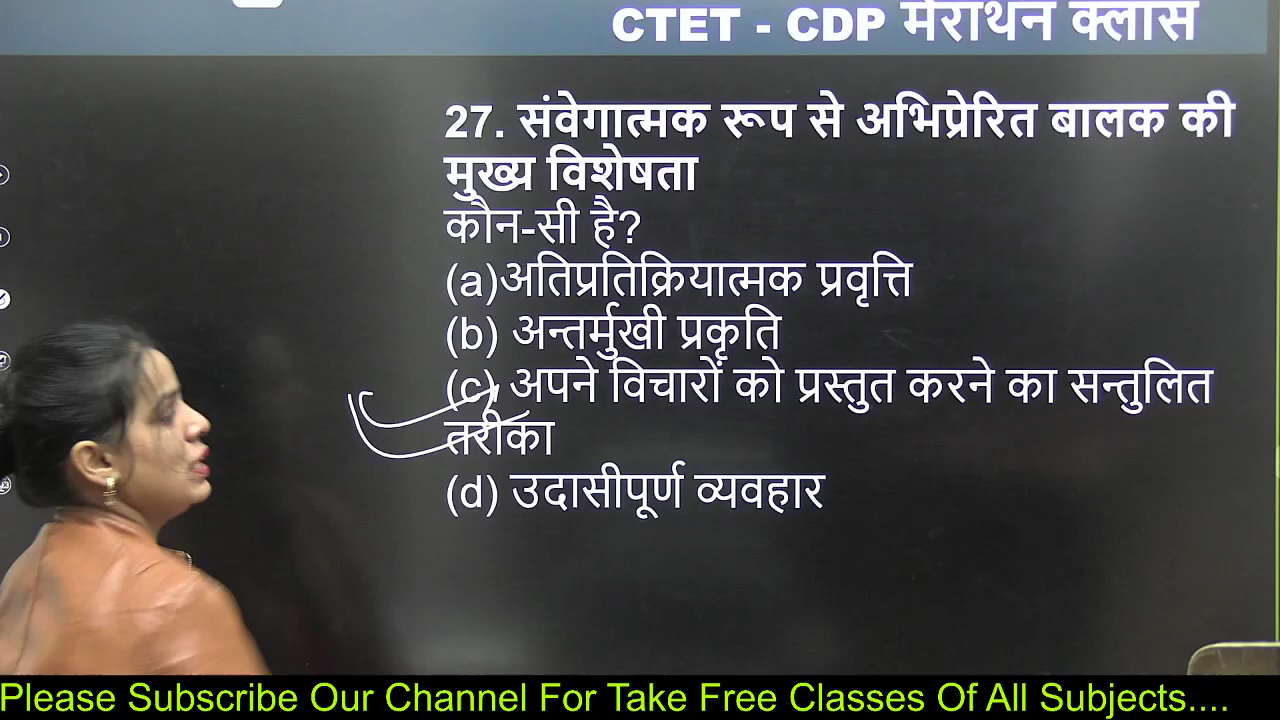 CTET - CDP मैराथन क्लास
27. संवेगात्मक रूप से अभिप्रेरित बालक की
मुख्य विशेषता
कौन-सी है?
(a)अतिप्रतिक्रियात्मक प्रवृत्ति
(b) अन्तर्मुखी प्रकृति
(c) अपने विचारों को प्रस्तुत करने का सन्तुलित
तरीका
(d) उदासीपूर्ण व्यवहार
Please Subscribe Our Channel For Take Free Classes Of All Subjects....